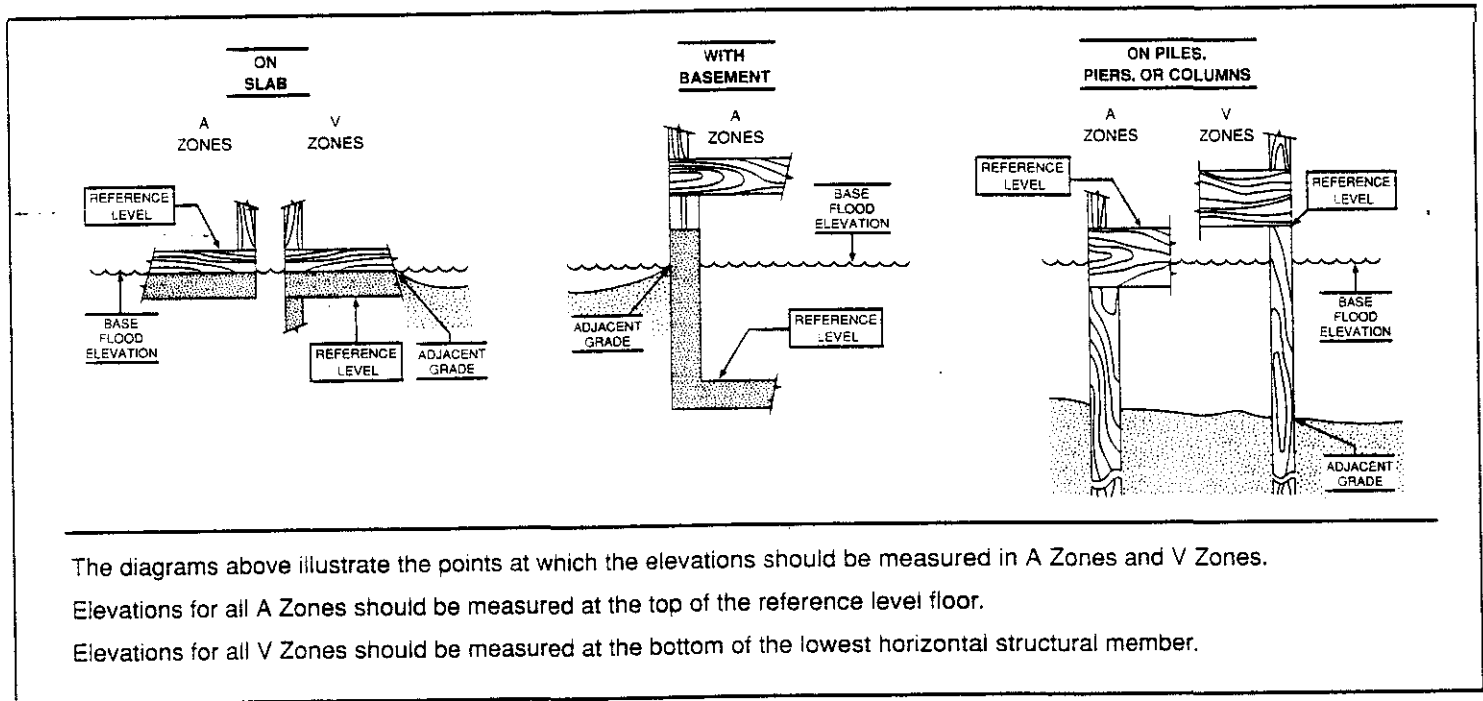 ON
SLAB
A
ZONES
V
ZONES
REFERENCE
LEVEL
BASE
FLOOD
ELEVATION
REFERENCE
LEVEL
ADJACENT
GRADE
WITH
BASEMENT
A
ZONES
BASE
FLOOD
ELEVATION
ADJACENT
GRADE
REFERENCE
LEVEL
ON PILES,
PIERS, OR COLUMNS
A
ZONES
V
ZONES
REFERENCE
LEVEL
REFERENCE
LEVEL
BASE
FLOOD
ELEVATION
ADJACENT
GRADE
The diagrams above illustrate the points at which the elevations should be measured in A Zones and V Zones.
Elevations for all A Zones should be measured at the top of the reference level floor.
Elevations for all V Zones should be measured at the bottom of the lowest horizontal structural member.